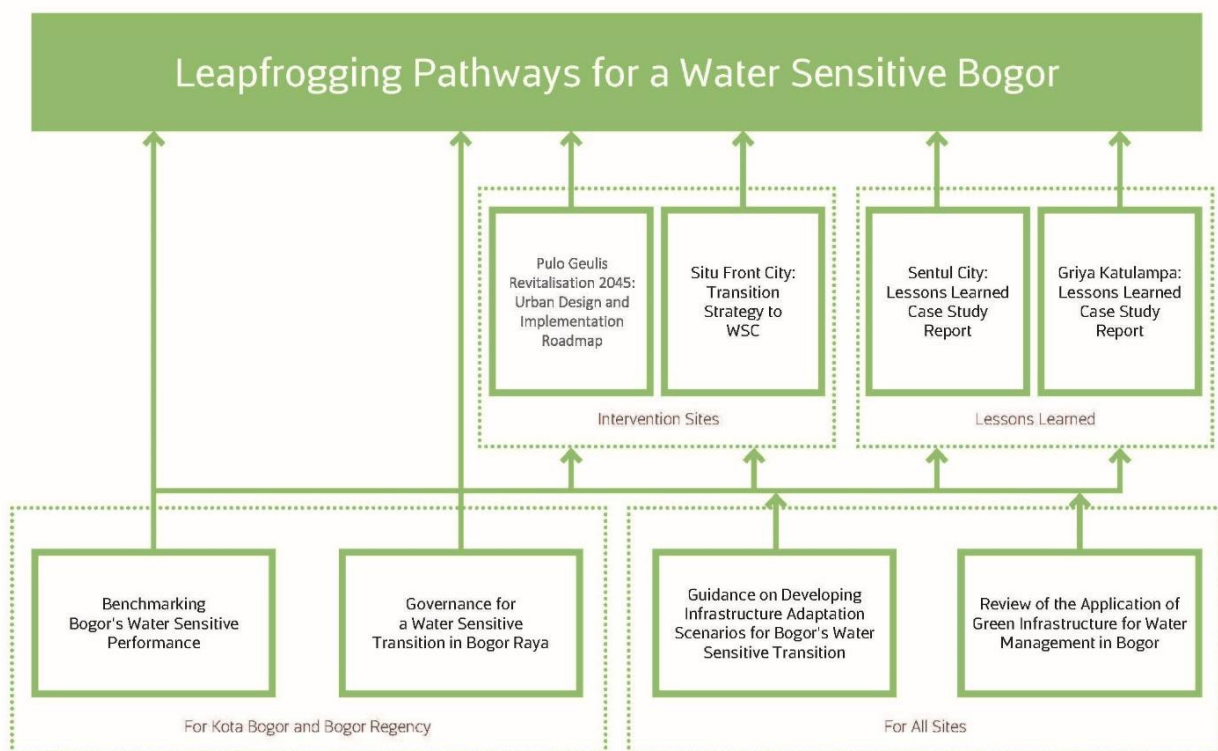 Leapfrogging Pathways for a Water Sensitive Bogor
Pulo Geulis
Revitalisation 2045:
Urban Design and
Implementation
Roadmap
Situ Front City:
Transition
Strategy to
WSC
Sentul City:
Lessons Learned
Case Study
Report
Griya Katulampa:
Lessons Learned
Case Study
Report
Intervention Sites
Lessons Learned
Benchmarking
Bogor's Water Sensitive
Performance
Governance for
a Water Sensitive
Transition in Bogor Raya
Guidance on Developing
Infrastructure Adaptation
Scenarios for Bogor's Water
Sensitive Transition
Review of the Application of
Green Infrastructure for Water
Management in Bogor
For Kota Bogor and Bogor Regency
For All Sites